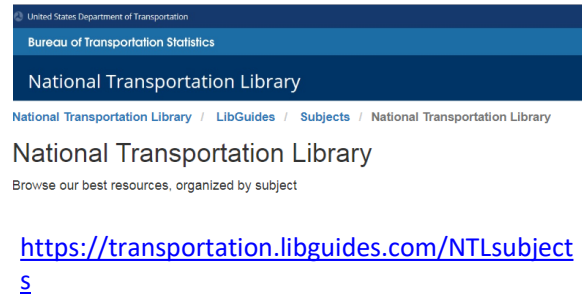 United States Department of Transportation
Bureau of Transportation Statistics
National Transportation Library
National Transportation Library / LibGuides / Subjects / National Transportation Library
National Transportation Library
Browse our best resources, organized by subject
https://transportation.libguides.com/NTLsubject
s